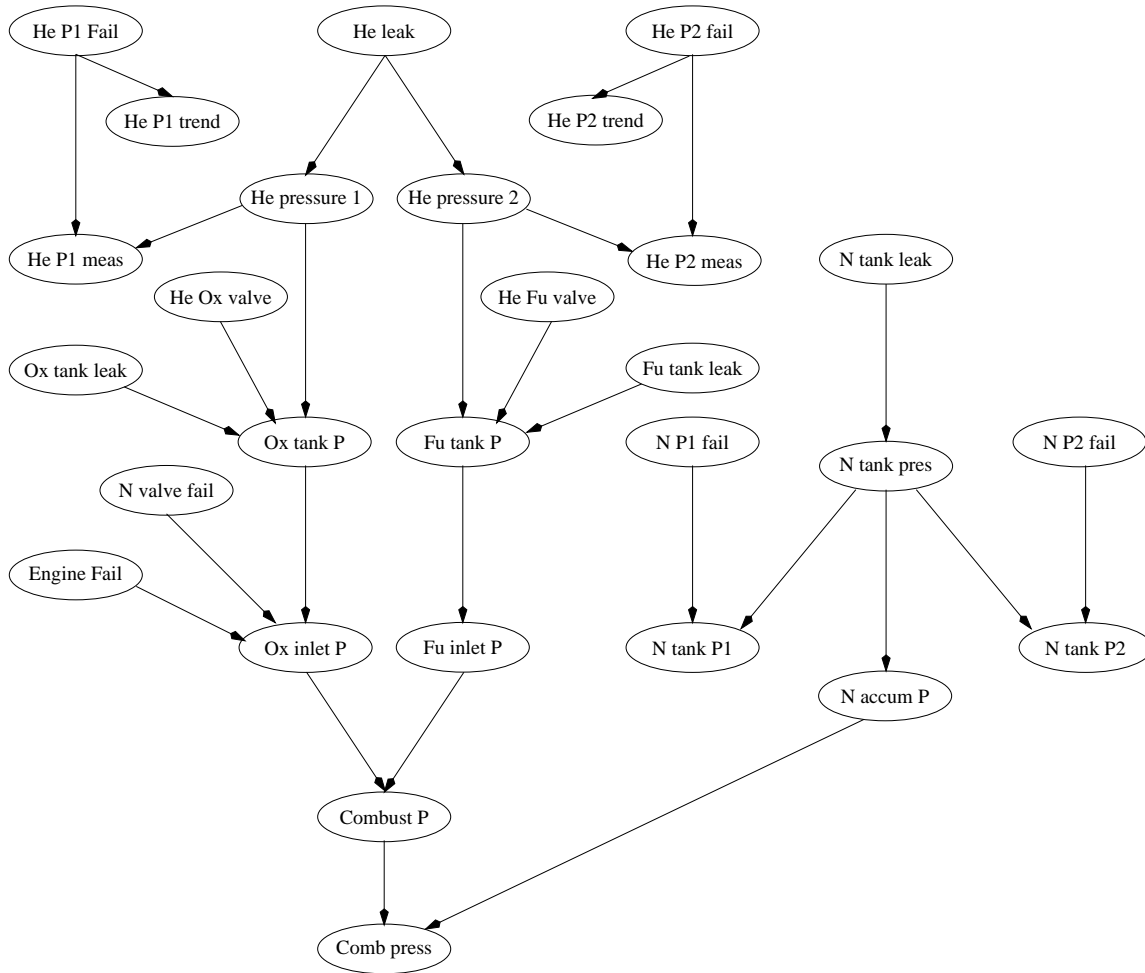 He P1 Fail
He leak
He P2 fail
He P1 trend
He P2 trend
He pressure 1
He pressure 2
He P1 meas
He P2 meas
N tank leak
He Ox valve
He Fu valve
Ox tank leak
Fu tank leak
Ox tank P
Fu tank P
N P1 fail
N tank pres
N P2 fail
N valve fail
Engine Fail
Ox inlet P
Fu inlet P
N tank P1
N tank P2
N accum P
Combust P
Comb press